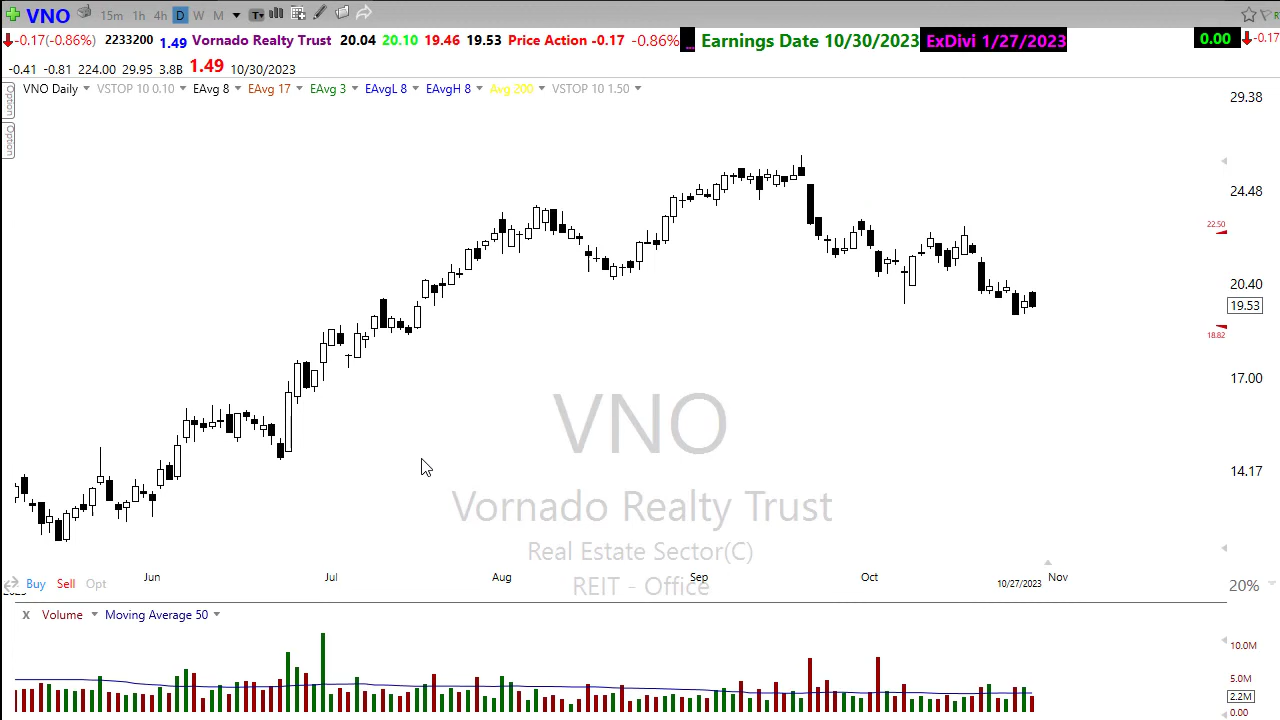 VNO 15m 1h 4h D W M T
-0.17(-0.86%) 2233200 1.49 Vornado Realty Trust 20.04 20.10 19.46 19.53 Price Action -0.17 -0.86% Earnings Date 10/30/2023 ExDivi 1/27/2023 0.00 -0.17
-0.41 -0.81 224.00 29.95 3.8B 1.49 10/30/2023
VNO Daily VSTOP 10 0.10 EAvg 8 EAvg 17 EAvg 3 EAvgL 8 EAvgH 8 Avg 200 VSTOP 10 1.50
Option
Option
29.38
24.48
22.50
20.40
19.53
18.82
17.00
14.17
VNO
Vornado Realty Trust
Real Estate Sector(C)
REIT - Office
Jun Jul Aug Sep Oct 10/27/2023 Nov
Buy Sell Opt 20%
X Volume Moving Average 50
10.0M
5.0M
2.2M
0.00